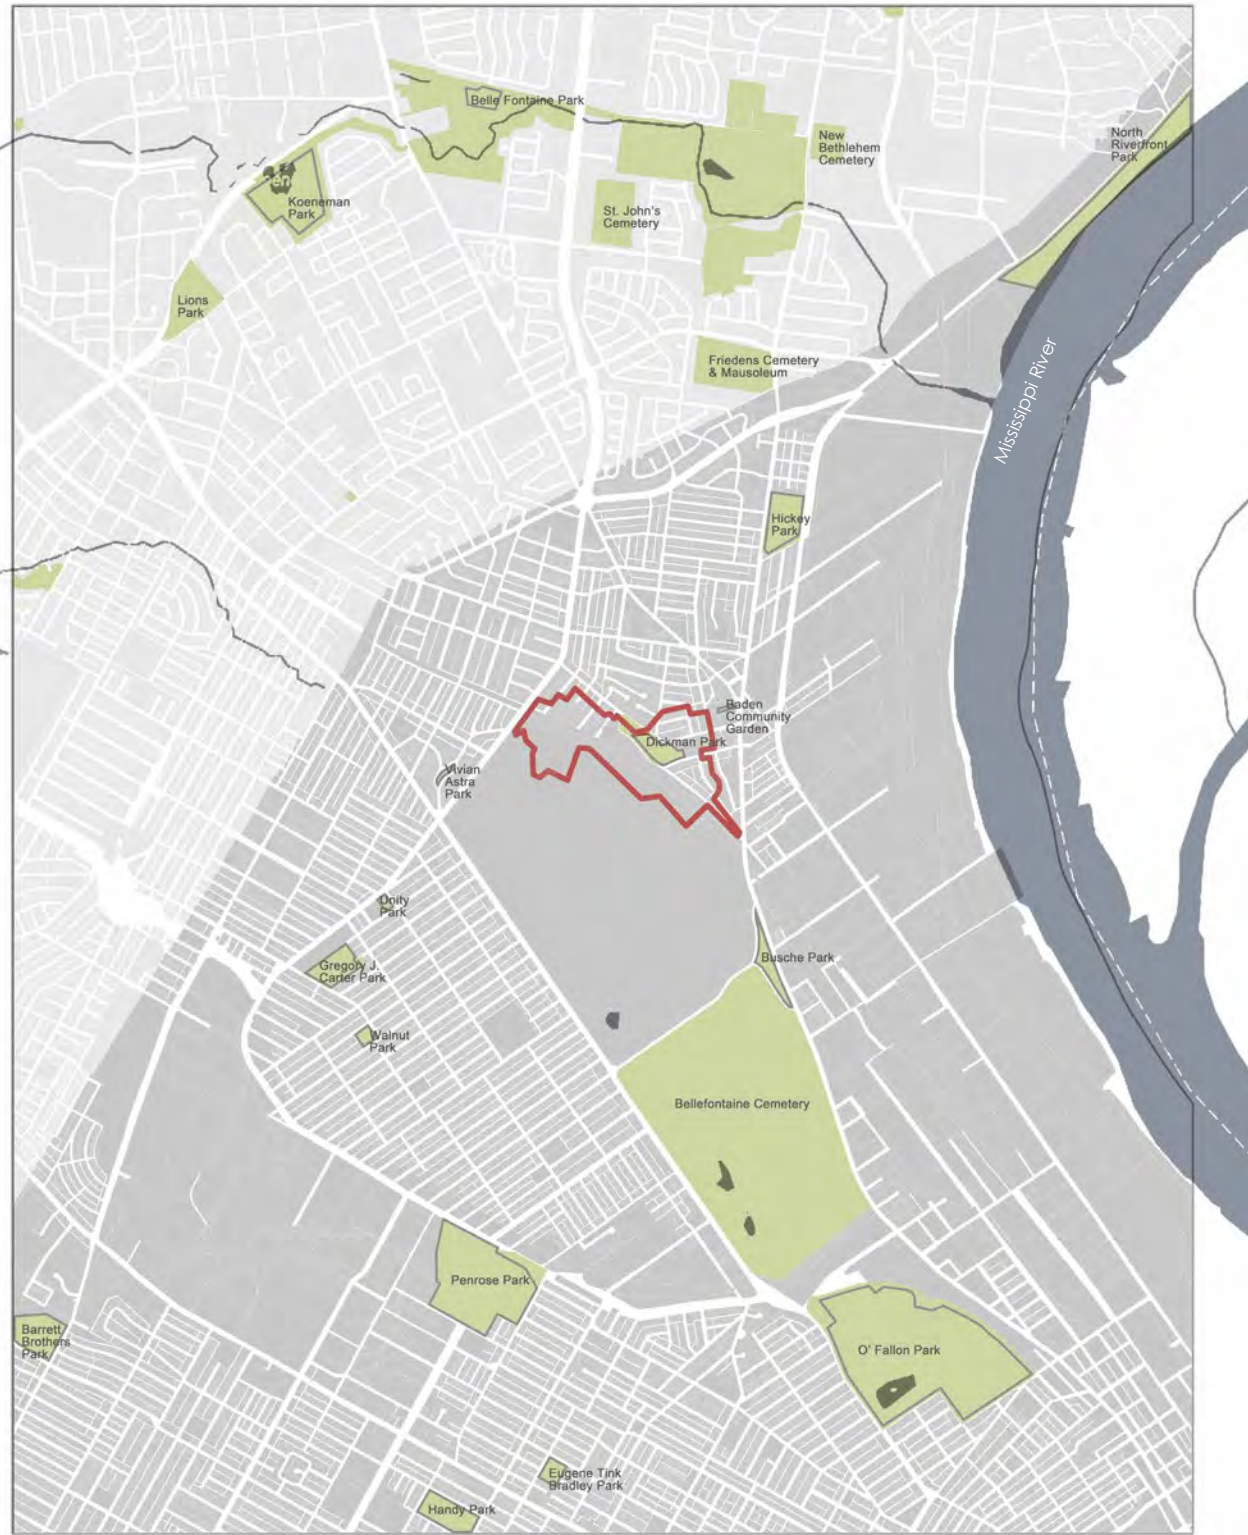 Belle Fontaine Park
New
Bethlehem
Cemetery
North
Riverfront
Park
Koeneman
Park
St. John's
Cemetery
Lions
Park
Friedens Cemetery
& Mausoleum
Mississippi River
Hickey
Park
Baden
Community
Garden
Dickman Park
Vivian
Astra
Park
Unity
Park
Gregory J.
Carter Park
Busche Park
Walnut
Park
Bellefontaine Cemetery
Penrose Park
Barrett
Brothers
Park
O' Fallon Park
Eugene Tink
Bradley Park
Handy Park